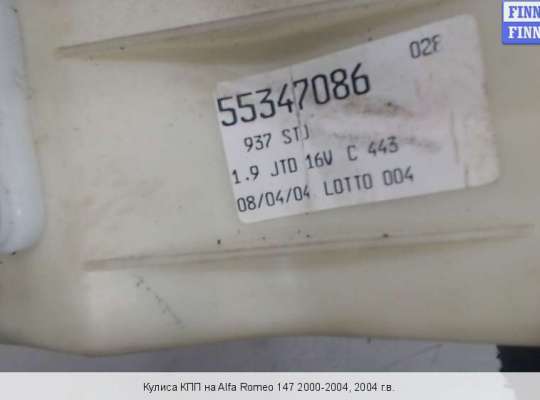 FINN
FINN
028
55347086
937 STJ
1.9 JTD 16V C 443
08/04/04 LOTTO 004
Кулиса КПП на Alfa Romeo 147 2000-2004, 2004 г.в.